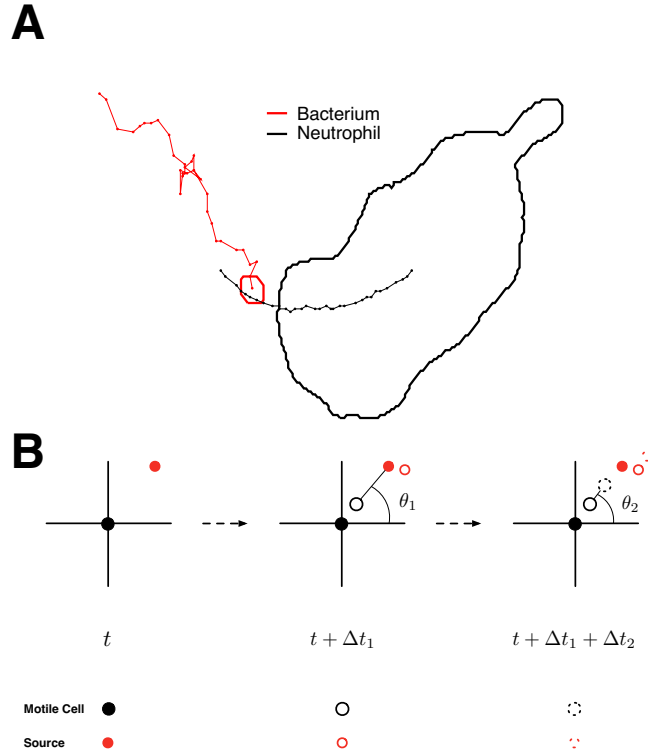 A
Bacterium
Neutrophil
B
θ₁
θ₂
t
t + Δt₁
t + Δt₁ + Δt₂
Motile Cell
Source